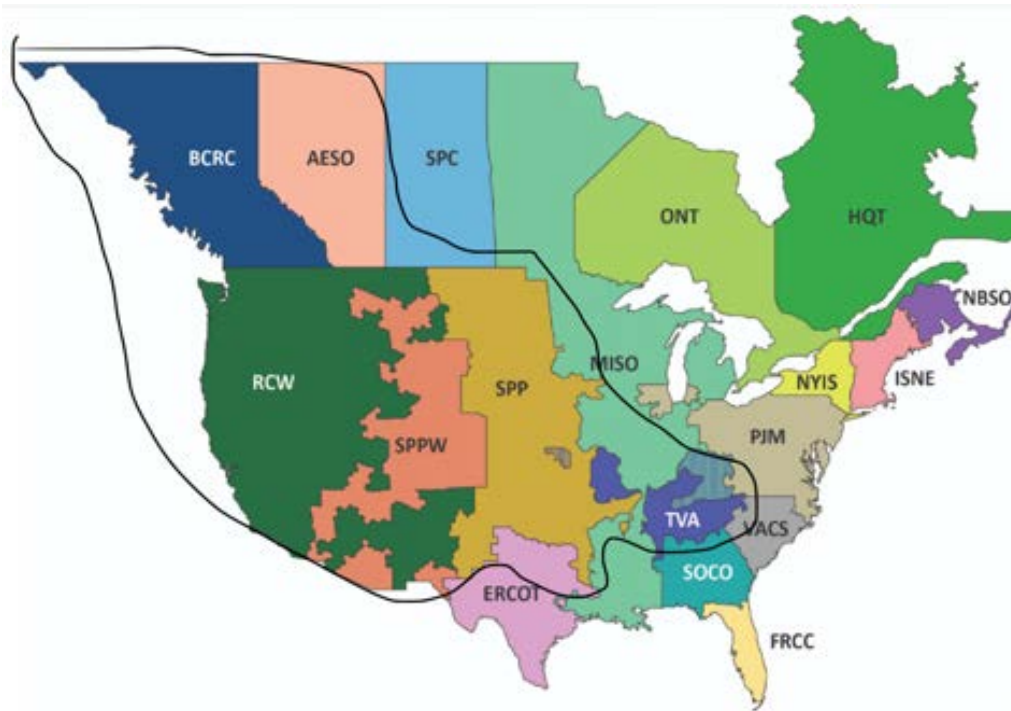 BCRC
AESO
SPC
ONT
HQT
NBSO
MISO
NYIS
ISNE
RCW
SPP
SPPW
PJM
TVA
VACS
SOCO
ERCOT
FRCC